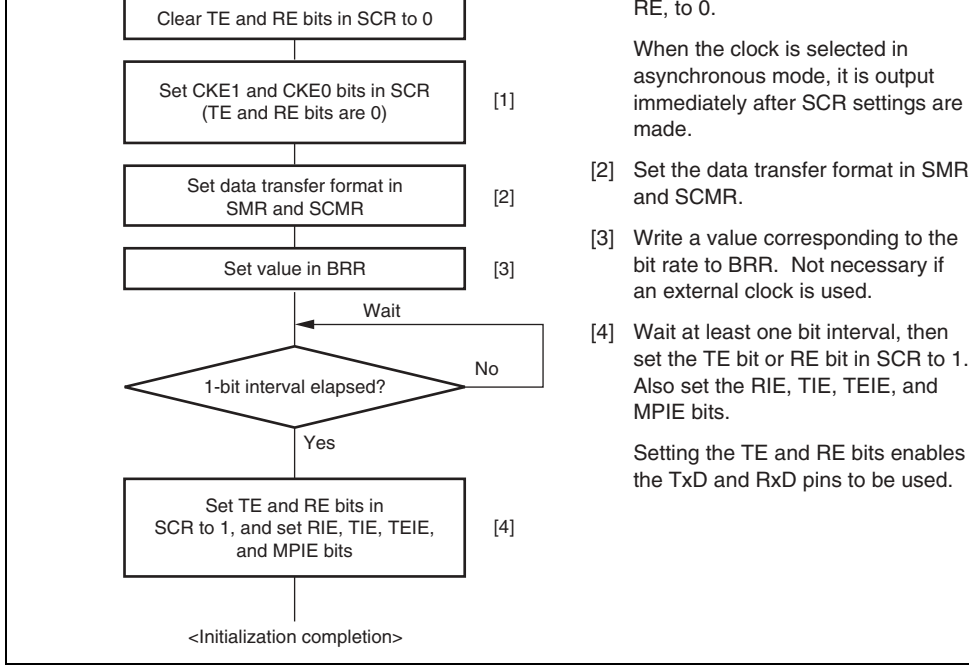 Clear TE and RE bits in SCR to 0
Set CKE1 and CKE0 bits in SCR
(TE and RE bits are 0)
[1]
Set data transfer format in
SMR and SCMR
[2]
Set value in BRR
[3]
Wait
1-bit interval elapsed?
No
Yes
Set TE and RE bits in
SCR to 1, and set RIE, TIE, TEIE,
and MPIE bits
[4]
<Initialization completion>
RE, to 0.
When the clock is selected in
asynchronous mode, it is output
immediately after SCR settings are
made.
[2] Set the data transfer format in SMR
and SCMR.
[3] Write a value corresponding to the
bit rate to BRR. Not necessary if
an external clock is used.
[4] Wait at least one bit interval, then
set the TE bit or RE bit in SCR to 1.
Also set the RIE, TIE, TEIE, and
MPIE bits.
Setting the TE and RE bits enables
the TxD and RxD pins to be used.